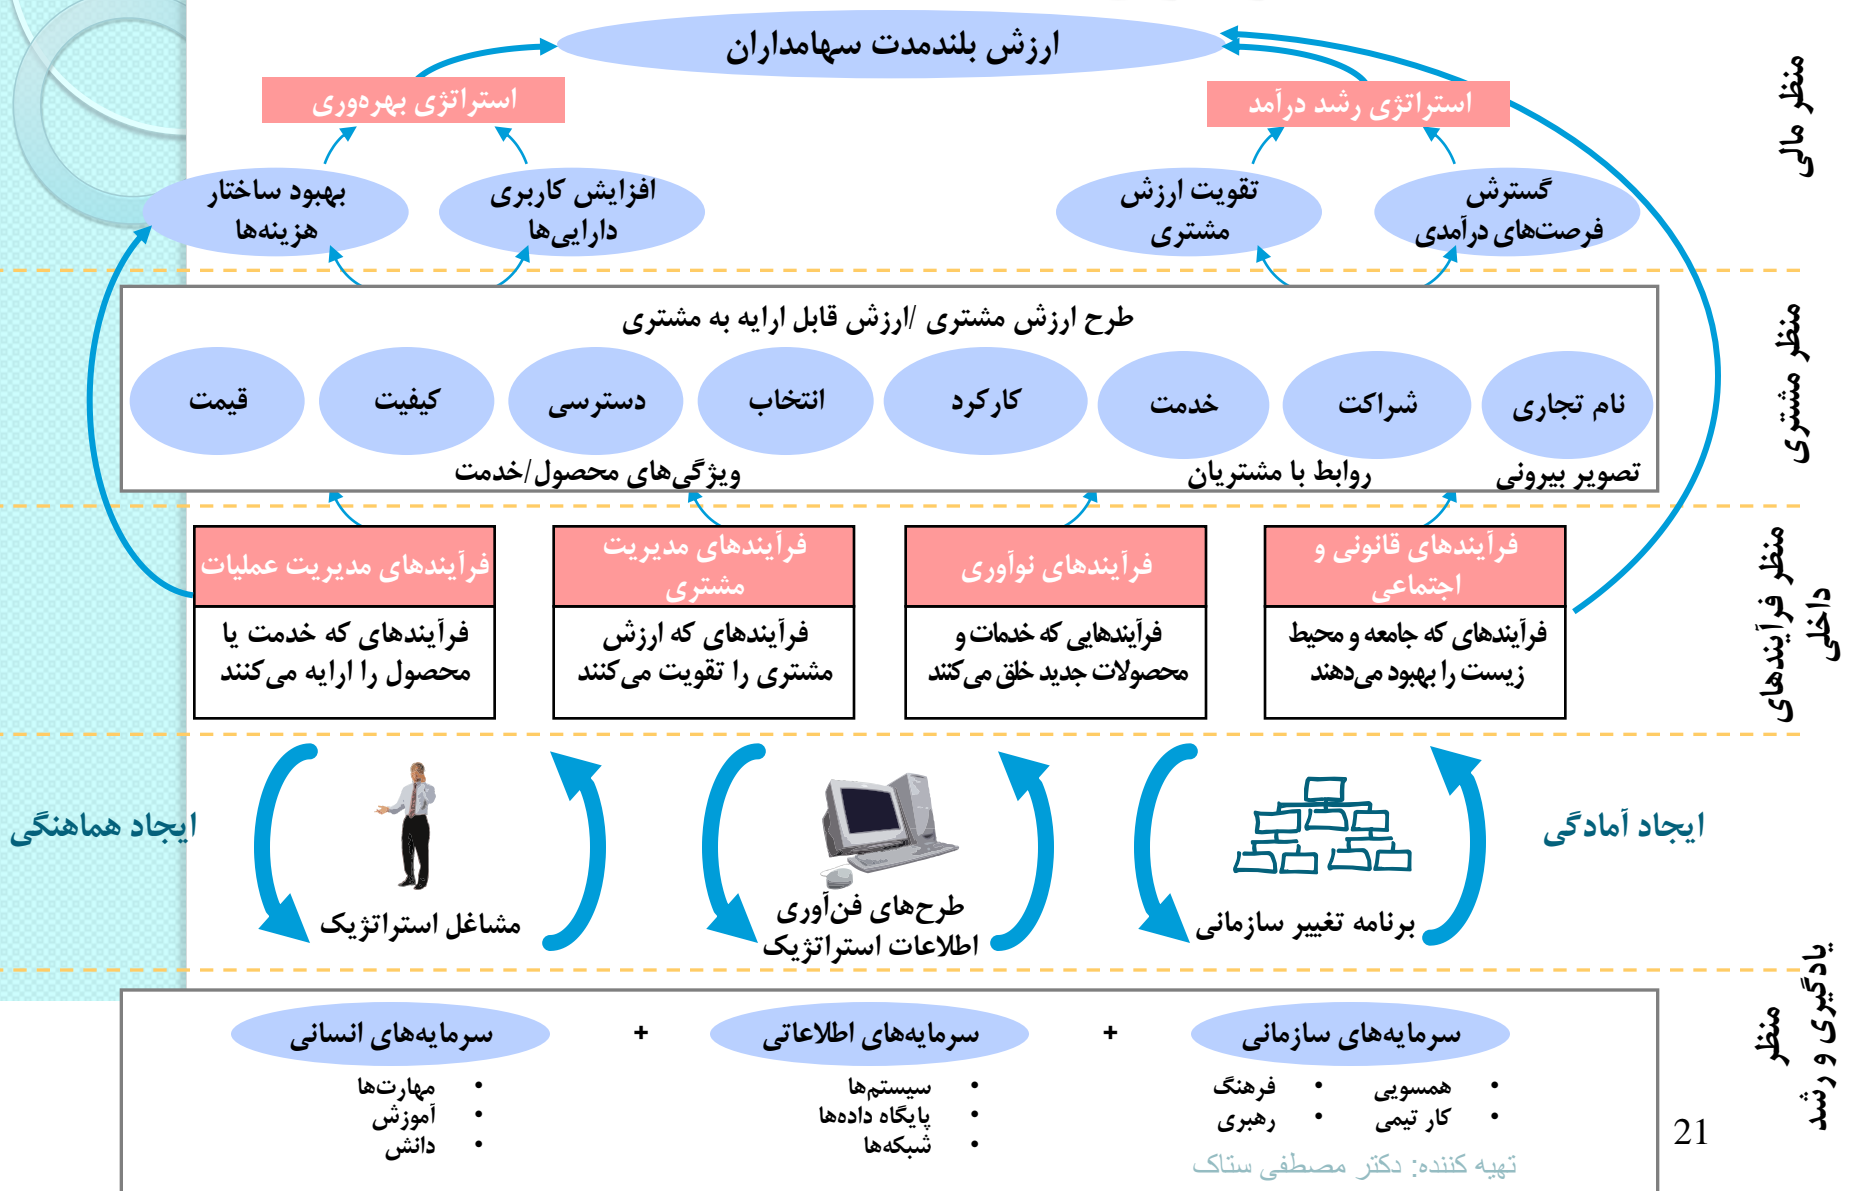 ارزش بلندمدت سهامداران
استراتژی رشد درآمد
استراتژی بهره‌وری
گسترش
فرصت‌های درآمدی
تقویت ارزش
مشتری
افزایش کاربری
دارایی‌ها
بهبود ساختار
هزینه‌ها
منظر مالی
طرح ارزش مشتری /ارزش قابل ارایه به مشتری
نام تجاری
شراکت
خدمت
کارکرد
انتخاب
دسترسی
کیفیت
قیمت
تصویر بیرونی
روابط با مشتریان
ویژگی‌های محصول/خدمت
منظر مشتری
فرآیندهای قانونی و
اجتماعی
فرآیندهای که جامعه و محیط
زیست را بهبود می‌دهند
فرآیندهای نوآوری
فرآیندهایی که خدمات و
محصولات جدید خلق می‌کنند
فرآیندهای مدیریت
مشتری
فرآیندهای که ارزش
مشتری را تقویت می‌کنند
فرآیندهای مدیریت عملیات
فرآیندهای که خدمت یا
محصول را ارایه می‌کنند
منظر فرآیندهای
داخلی
ایجاد آمادگی
برنامه تغییر سازمانی
طرح‌های فن‌آوری
اطلاعات استراتژیک
مشاغل استراتژیک
ایجاد هماهنگی
منظر
یادگیری و رشد
سرمایه‌های سازمانی
+
سرمایه‌های اطلاعاتی
+
سرمایه‌های انسانی
• همسویی
• کار تیمی
• فرهنگ
• رهبری
• سیستم‌ها
• پایگاه داده‌ها
• شبکه‌ها
• مهارت‌ها
• آموزش
• دانش
21
تهیه کننده: دکتر مصطفی ستاک